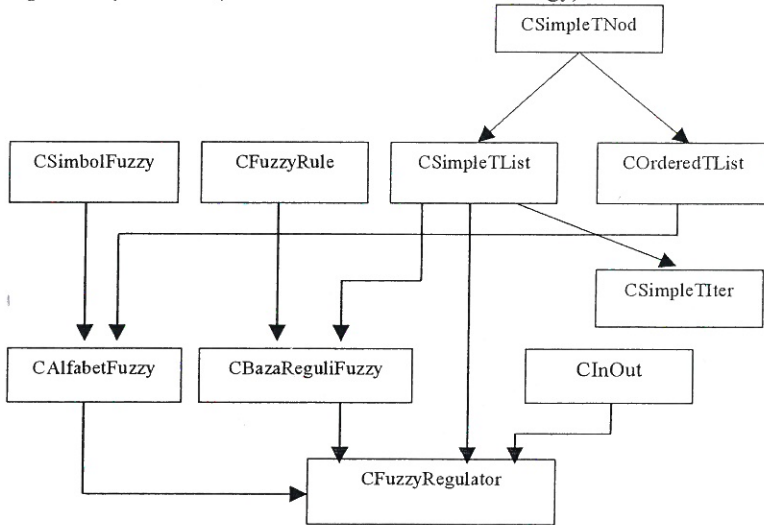 CSimpleTNod
CSimbolFuzzy
CFuzzyRule
CSimpleTList
COrderedTList
CSimpleTIter
CAlfabetFuzzy
CBazaReguliFuzzy
CInOut
CFuzzyRegulator